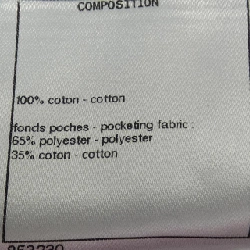 COMPOSITION
100% coton - cotton
fonds poches - pocketing fabric :
65% polyester - polyester
35% coton - cotton